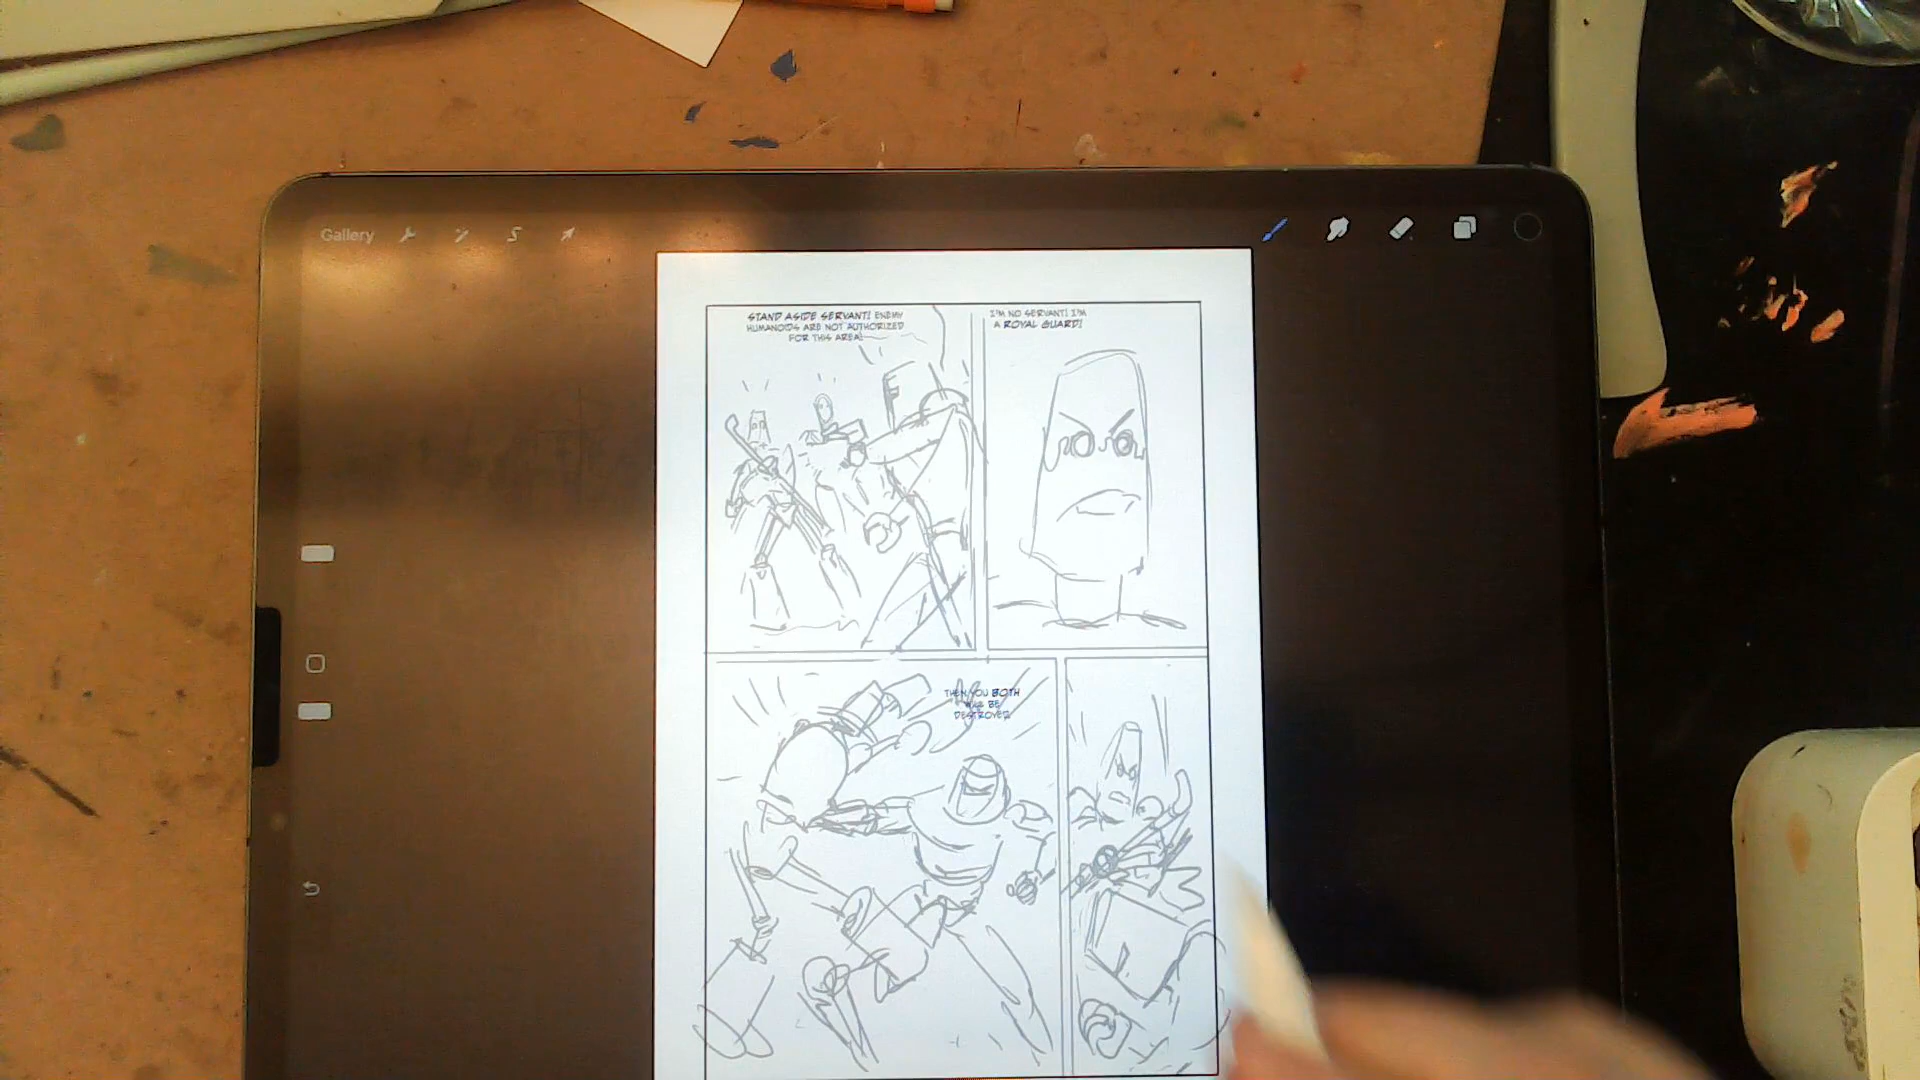 Gallery
STAND ASIDE SERVANT! ENEMY
HUMANOIDS ARE NOT AUTHORIZED
FOR THIS AREA!
I'M NO SERVANT! I'M
A ROYAL GUARD!
THEN YOU BOTH
WILL BE
DESTROYED